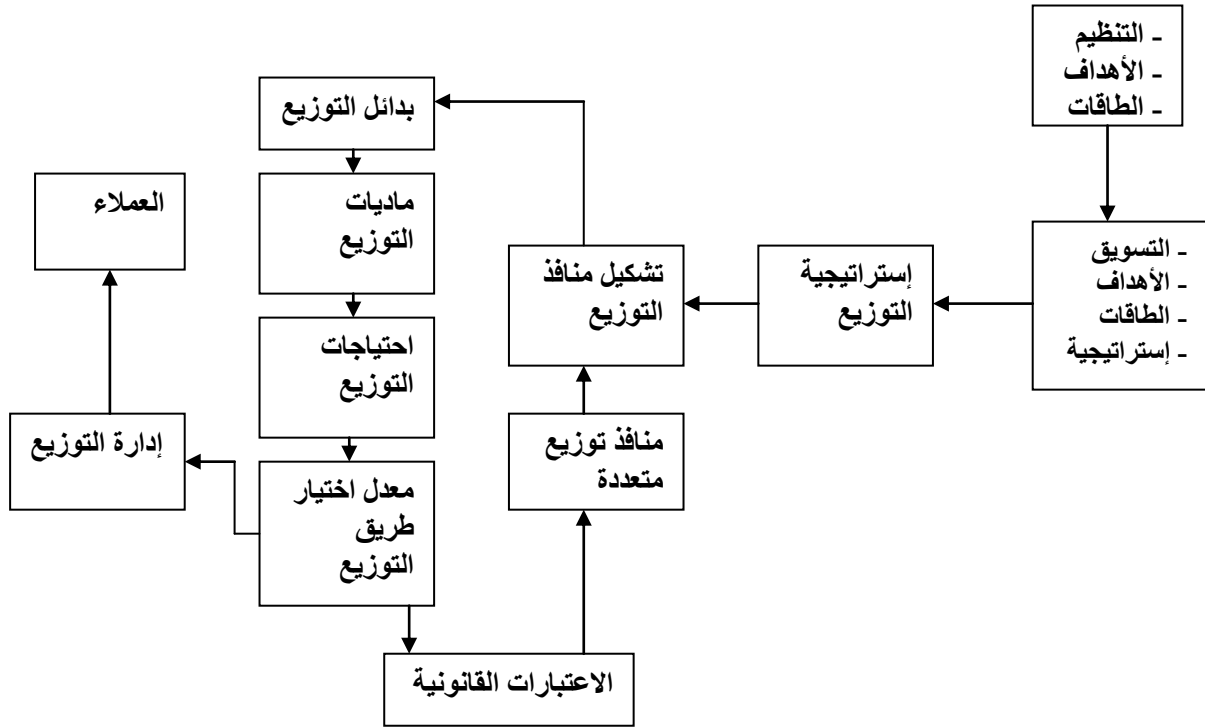 - التنظيم
- الأهداف
- الطاقات
- التسويق
- الأهداف
- الطاقات
- إستراتيجية
إستراتيجية
التوزيع
تشكيل منافذ
التوزيع
بدائل التوزيع
ماديات
التوزيع
احتياجات
التوزيع
معدل اختيار
طريق
التوزيع
الاعتبارات القانونية
منافذ توزيع
متعددة
إدارة التوزيع
العملاء